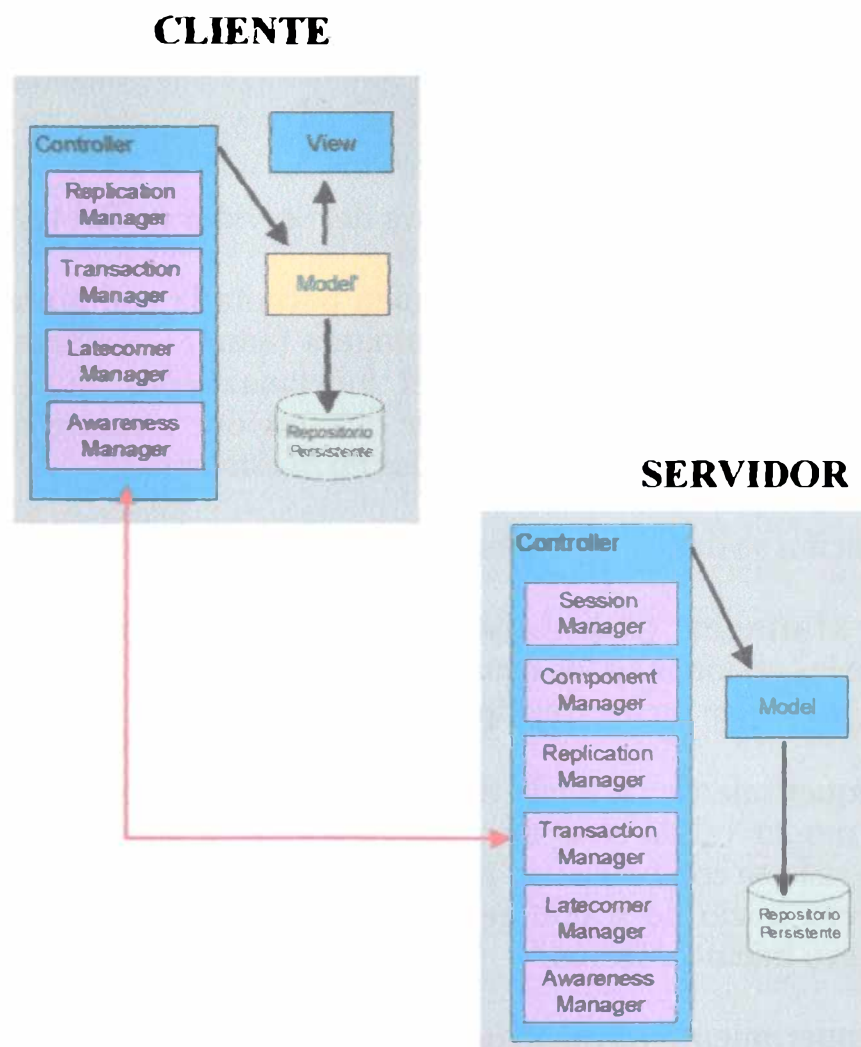 CLIENTE
Controller
Replication
Manager
Transaction
Manager
Latecomer
Manager
Awareness
Manager
View
Model'
Repositorio
Persistente
SERVIDOR
Controller
Session
Manager
Component
Manager
Replication
Manager
Transaction
Manager
Latecomer
Manager
Awareness
Manager
Model
Repositorio
Persistente